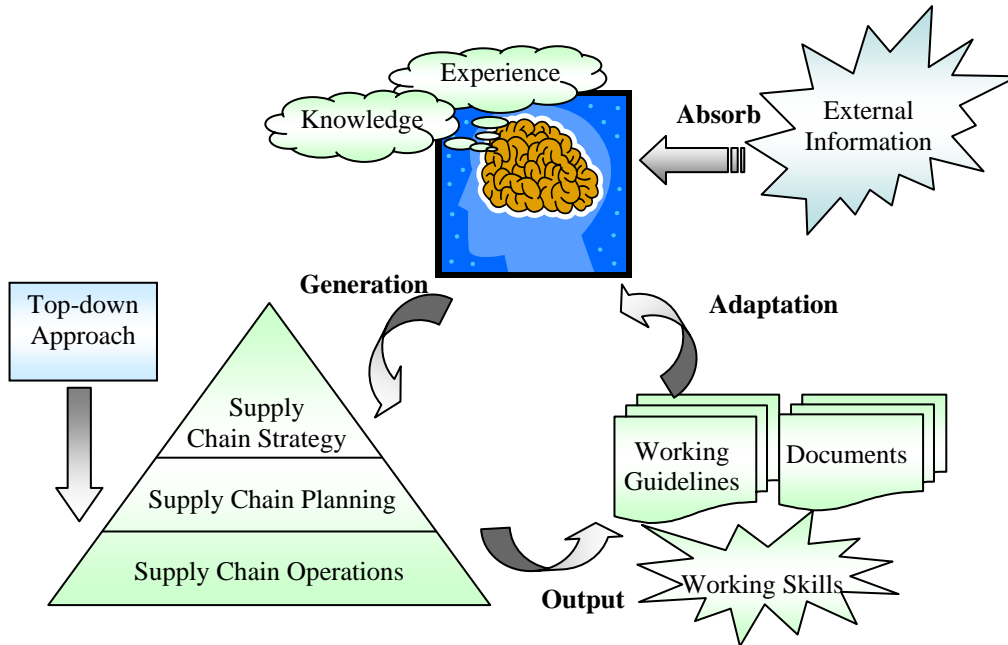 Experience
Knowledge
Absorb
External
Information
Generation
Adaptation
Top-down
Approach
Supply
Chain Strategy
Supply Chain Planning
Supply Chain Operations
Working
Guidelines
Documents
Working Skills
Output